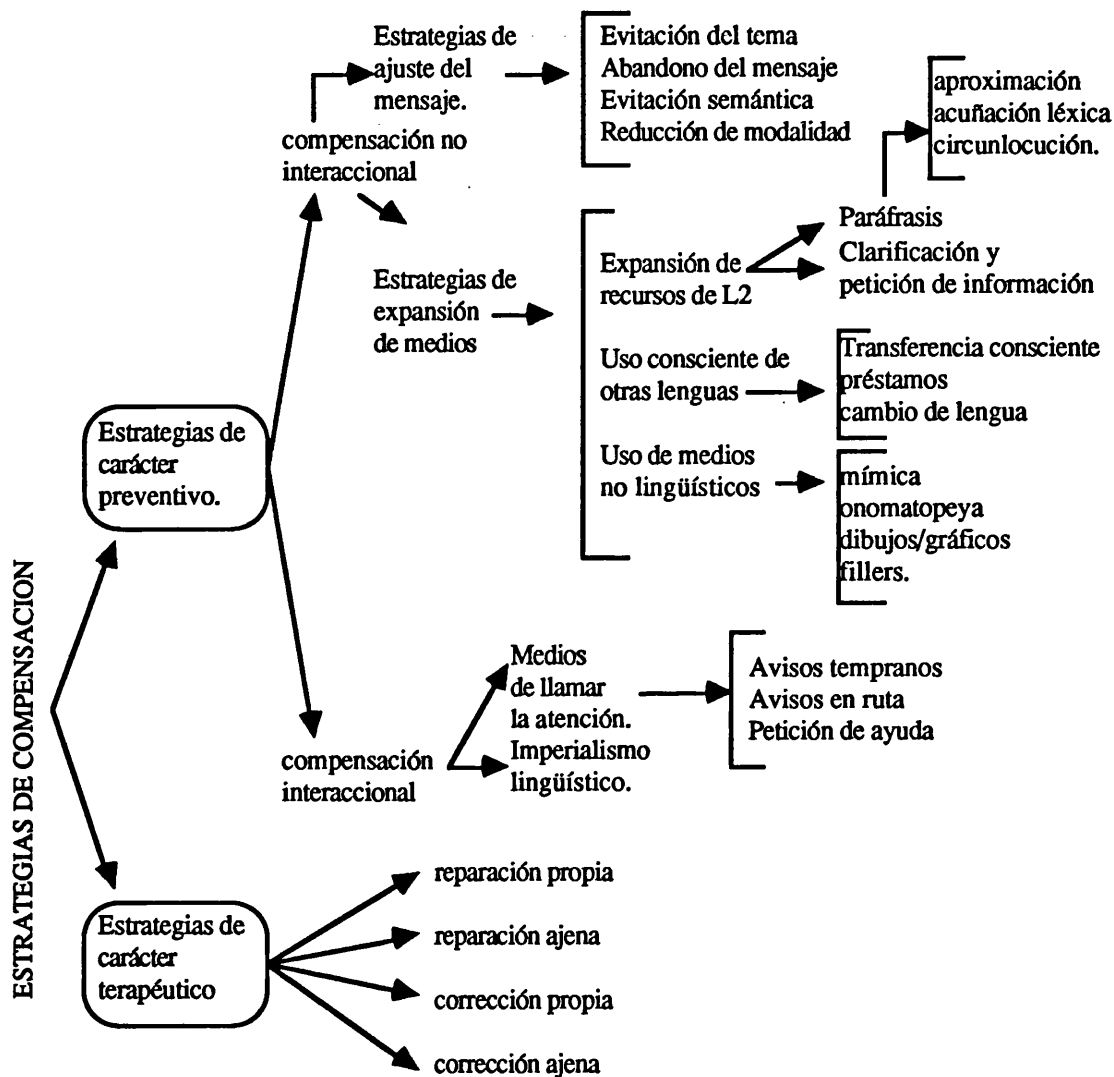 ESTRATEGIAS DE COMPENSACION
Estrategias de
carácter
preventivo.
compensación no
interaccional
Estrategias de
ajuste del
mensaje.
Evitación del tema
Abandono del mensaje
Evitación semántica
Reducción de modalidad
Estrategias de
expansión
de medios
Expansión de
recursos de L2
Paráfrasis
aproximación
acuñación léxica
circunlocución.
Clarificación y
petición de información
Uso consciente de
otras lenguas
Transferencia consciente
préstamos
cambio de lengua
Uso de medios
no lingüísticos
mímica
onomatopeya
dibujos/gráficos
fillers.
compensación
interaccional
Medios
de llamar
la atención.
Imperialismo
lingüístico.
Avisos tempranos
Avisos en ruta
Petición de ayuda
Estrategias de
carácter
terapéutico
reparación propia
reparación ajena
corrección propia
corrección ajena